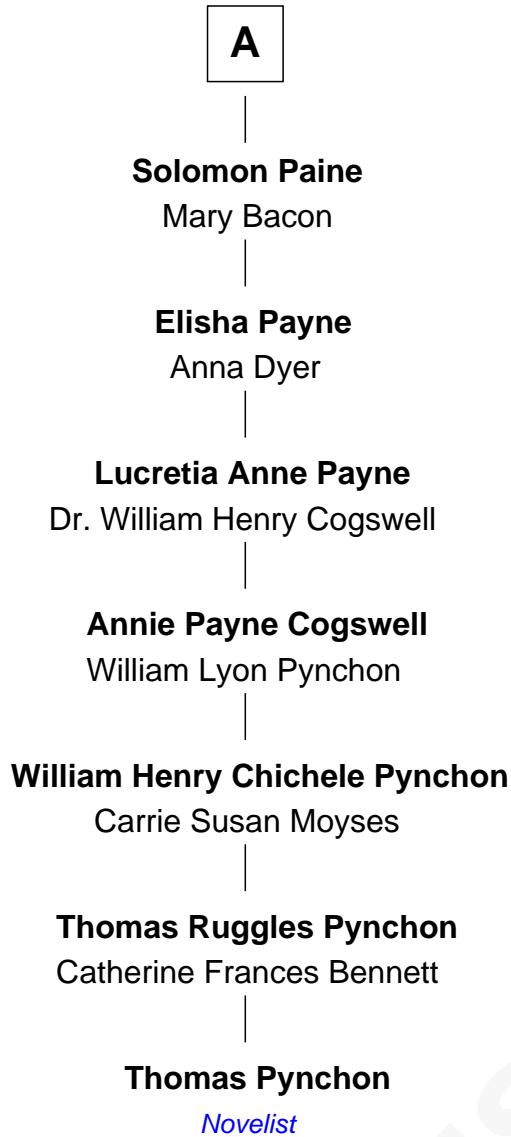 A
Solomon Paine
Mary Bacon
Elisha Payne
Anna Dyer
Lucretia Anne Payne
Dr. William Henry Cogswell
Annie Payne Cogswell
William Lyon Pynchon
William Henry Chichele Pynchon
Carrie Susan Moyses
Thomas Ruggles Pynchon
Catherine Frances Bennett
Thomas Pynchon
Novelist